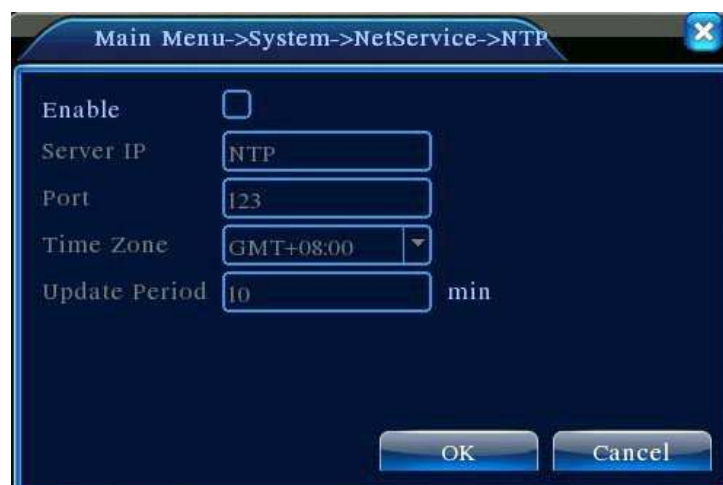 Main Menu->System->NetService->NTP
Enable
Server IP NTP
Port 123
Time Zone GMT+08:00
Update Period 10 min
OK Cancel